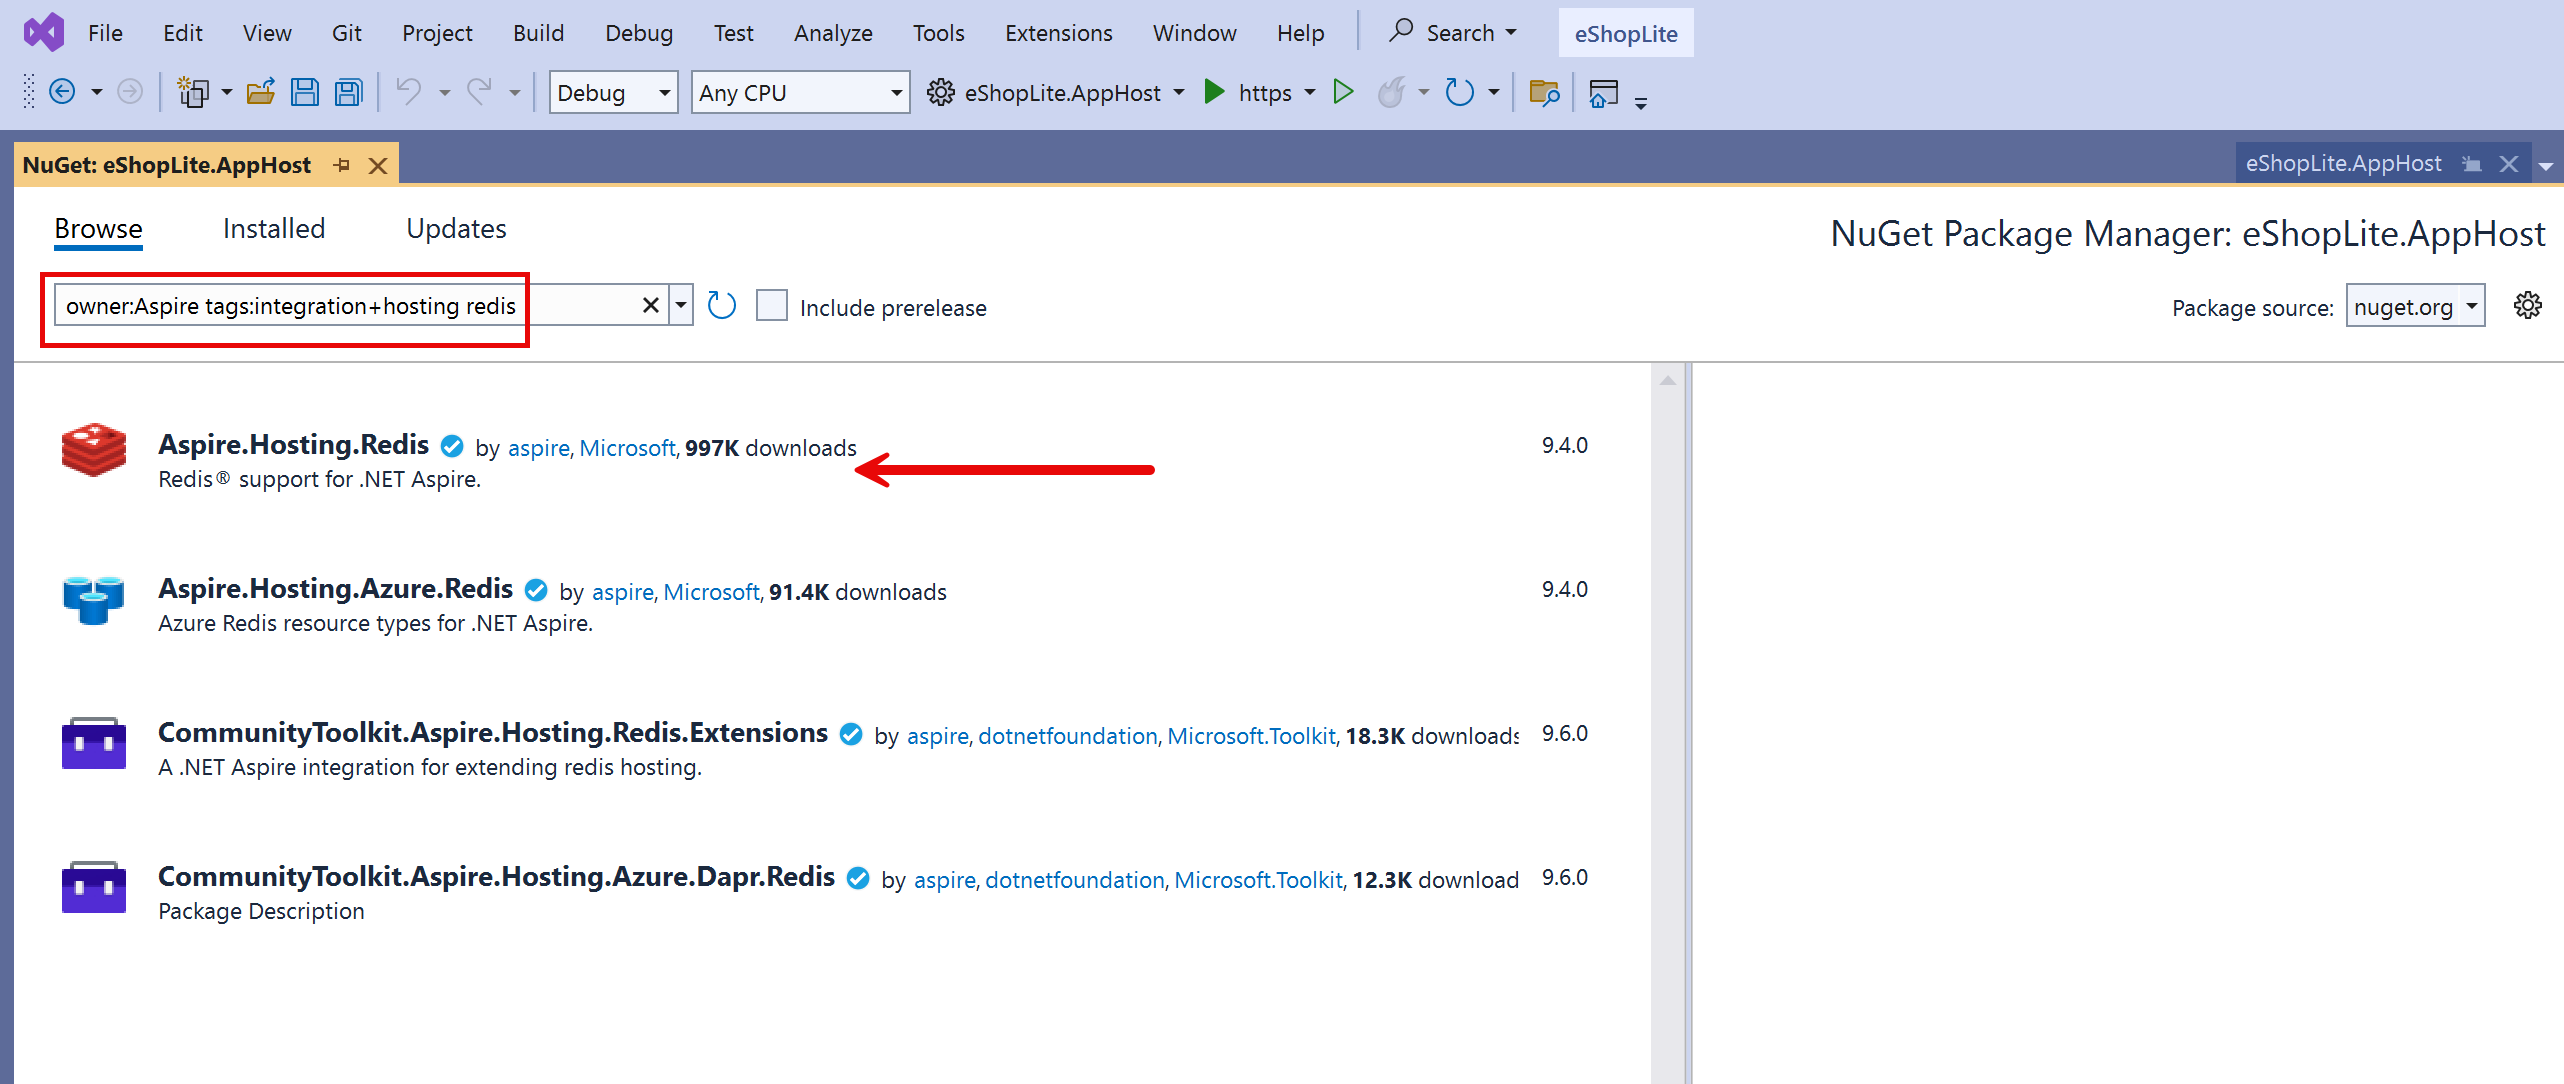 File Edit View Git Project Build Debug Test Analyze Tools Extensions Window Help Search eShopLite
Debug Any CPU eShopLite.AppHost https
NuGet: eShopLite.AppHost eShopLite.AppHost
Browse Installed Updates NuGet Package Manager: eShopLite.AppHost
owner:Aspire tags:integration+hosting redis Include prerelease Package source: nuget.org
Aspire.Hosting.Redis by aspire, Microsoft, 997K downloads 9.4.0
Redis® support for .NET Aspire.
Aspire.Hosting.Azure.Redis by aspire, Microsoft, 91.4K downloads 9.4.0
Azure Redis resource types for .NET Aspire.
CommunityToolkit.Aspire.Hosting.Redis.Extensions by aspire, dotnetfoundation, Microsoft.Toolkit, 18.3K downloads 9.6.0
A .NET Aspire integration for extending redis hosting.
CommunityToolkit.Aspire.Hosting.Azure.Dapr.Redis by aspire, dotnetfoundation, Microsoft.Toolkit, 12.3K download 9.6.0
Package Description